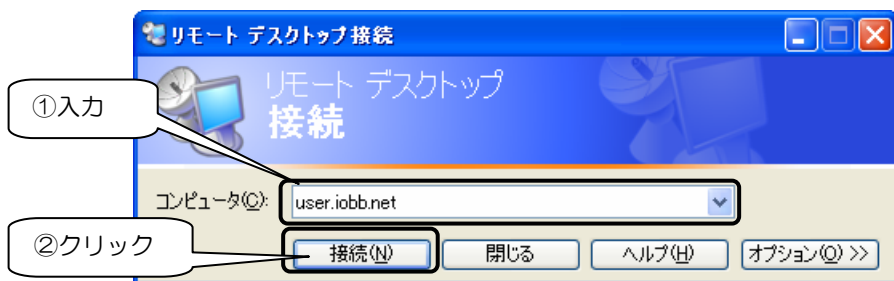 リモート デスクトップ接続
リモート デスクトップ
接続
①入力
コンピュータ(C):
user.iobb.net
②クリック
接続(N)
閉じる
ヘルプ(H)
オプション(O) >>